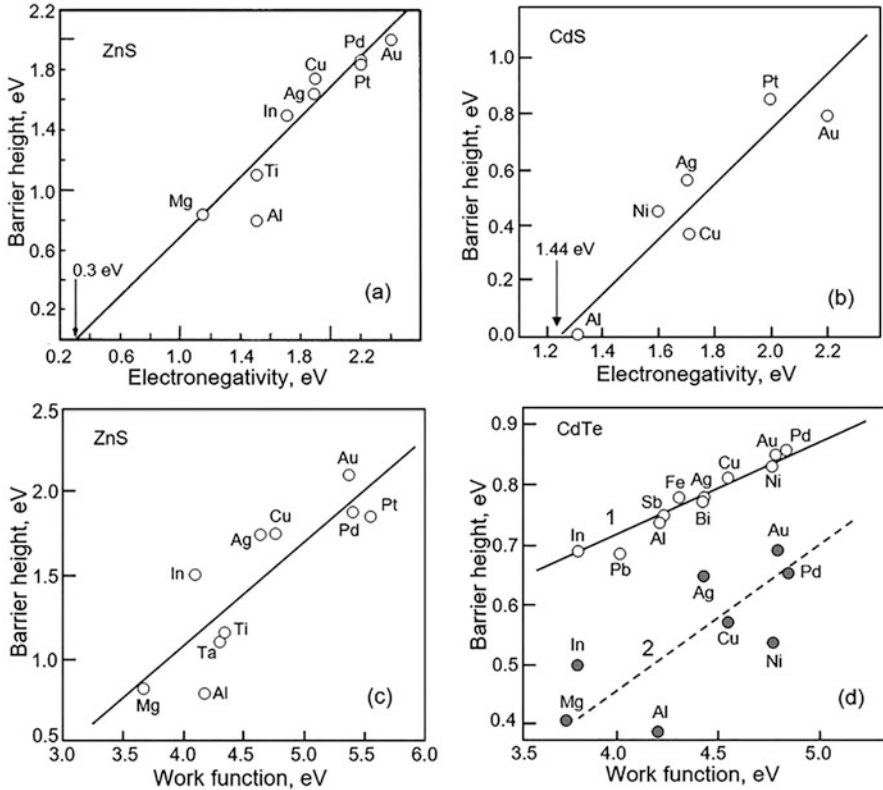 2.2
1.8
1.4
1.0
0.6
0.2
Barrier height, eV
ZnS
Pd
Au
Cu
Pt
Ag
In
Ti
Mg
Al
0.3 eV
(a)
0.2 0.6 1.0 1.4 1.8 2.2
Electronegativity, eV
1.0
0.8
0.6
0.4
0.2
0.0
Barrier height, eV
CdS
Pt
Au
Ag
Ni
Cu
1.44 eV
Al
(b)
1.2 1.4 1.6 1.8 2.0 2.2
Electronegativity, eV
2.5
2.0
1.5
1.0
0.5
Barrier height, eV
ZnS
Au
Pt
Cu
Ag
Pd
In
Ti
Ta
Mg
Al
(c)
3.0 3.5 4.0 4.5 5.0 5.5 6.0
Work function, eV
0.9
0.8
0.7
0.6
0.5
0.4
Barrier height, eV
CdTe
Au Pd
Cu
Ni
Fe Ag
Sb
Bi
1
Al
In
Pb
Au
Pd
Ag
2
Cu
Ni
In
Mg
Al
(d)
3.5 4.0 4.5 5.0
Work function, eV